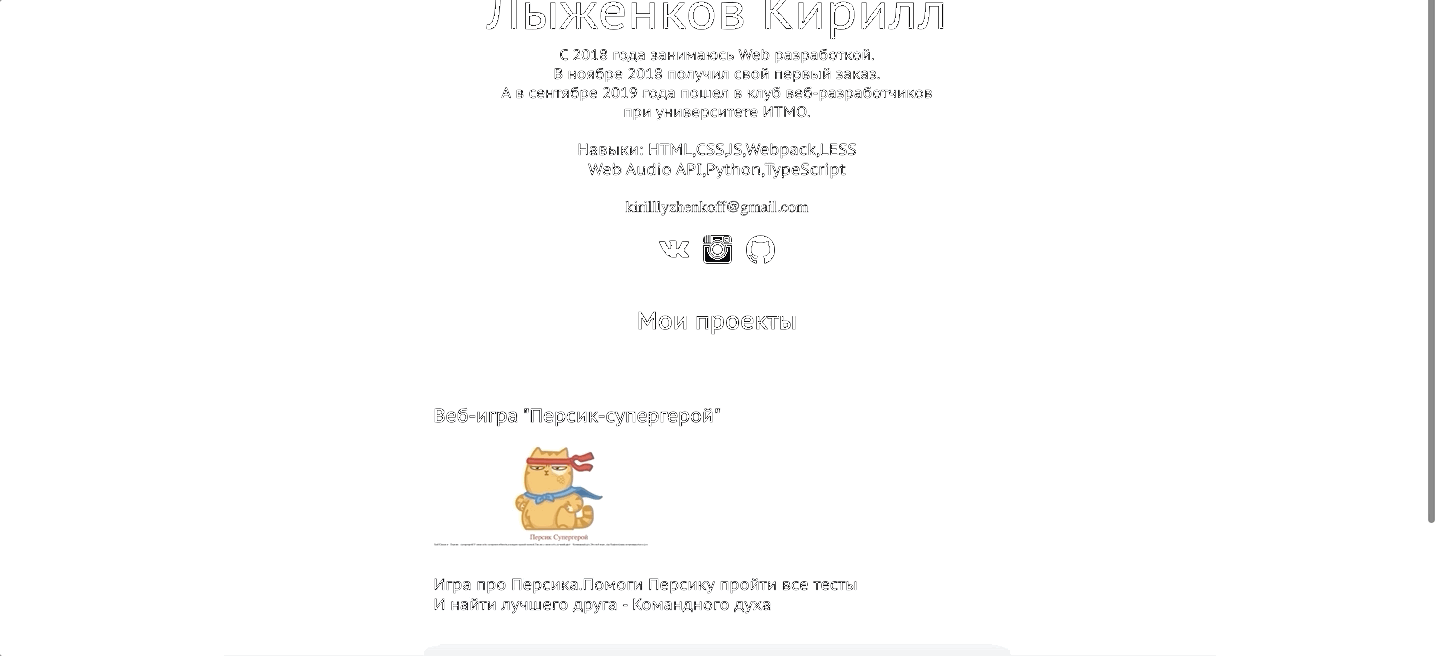 Лыженков Кирилл
С 2018 года занимаюсь Web разработкой.
В ноябре 2018 получил свой первый заказ.
А в сентябре 2019 года пошел в клуб веб-разработчиков
при университете ИТМО.
Навыки: HTML,CSS,JS,Webpack,LESS
Web Audio API,Python,TypeScript
kirilllyzhenkoff@gmail.com
Мои проекты
Веб-игра "Персик-супергерой"
Персик Супергерой
Игра про Персика.Помоги Персику пройти все тесты
И найти лучшего друга - Командного духа